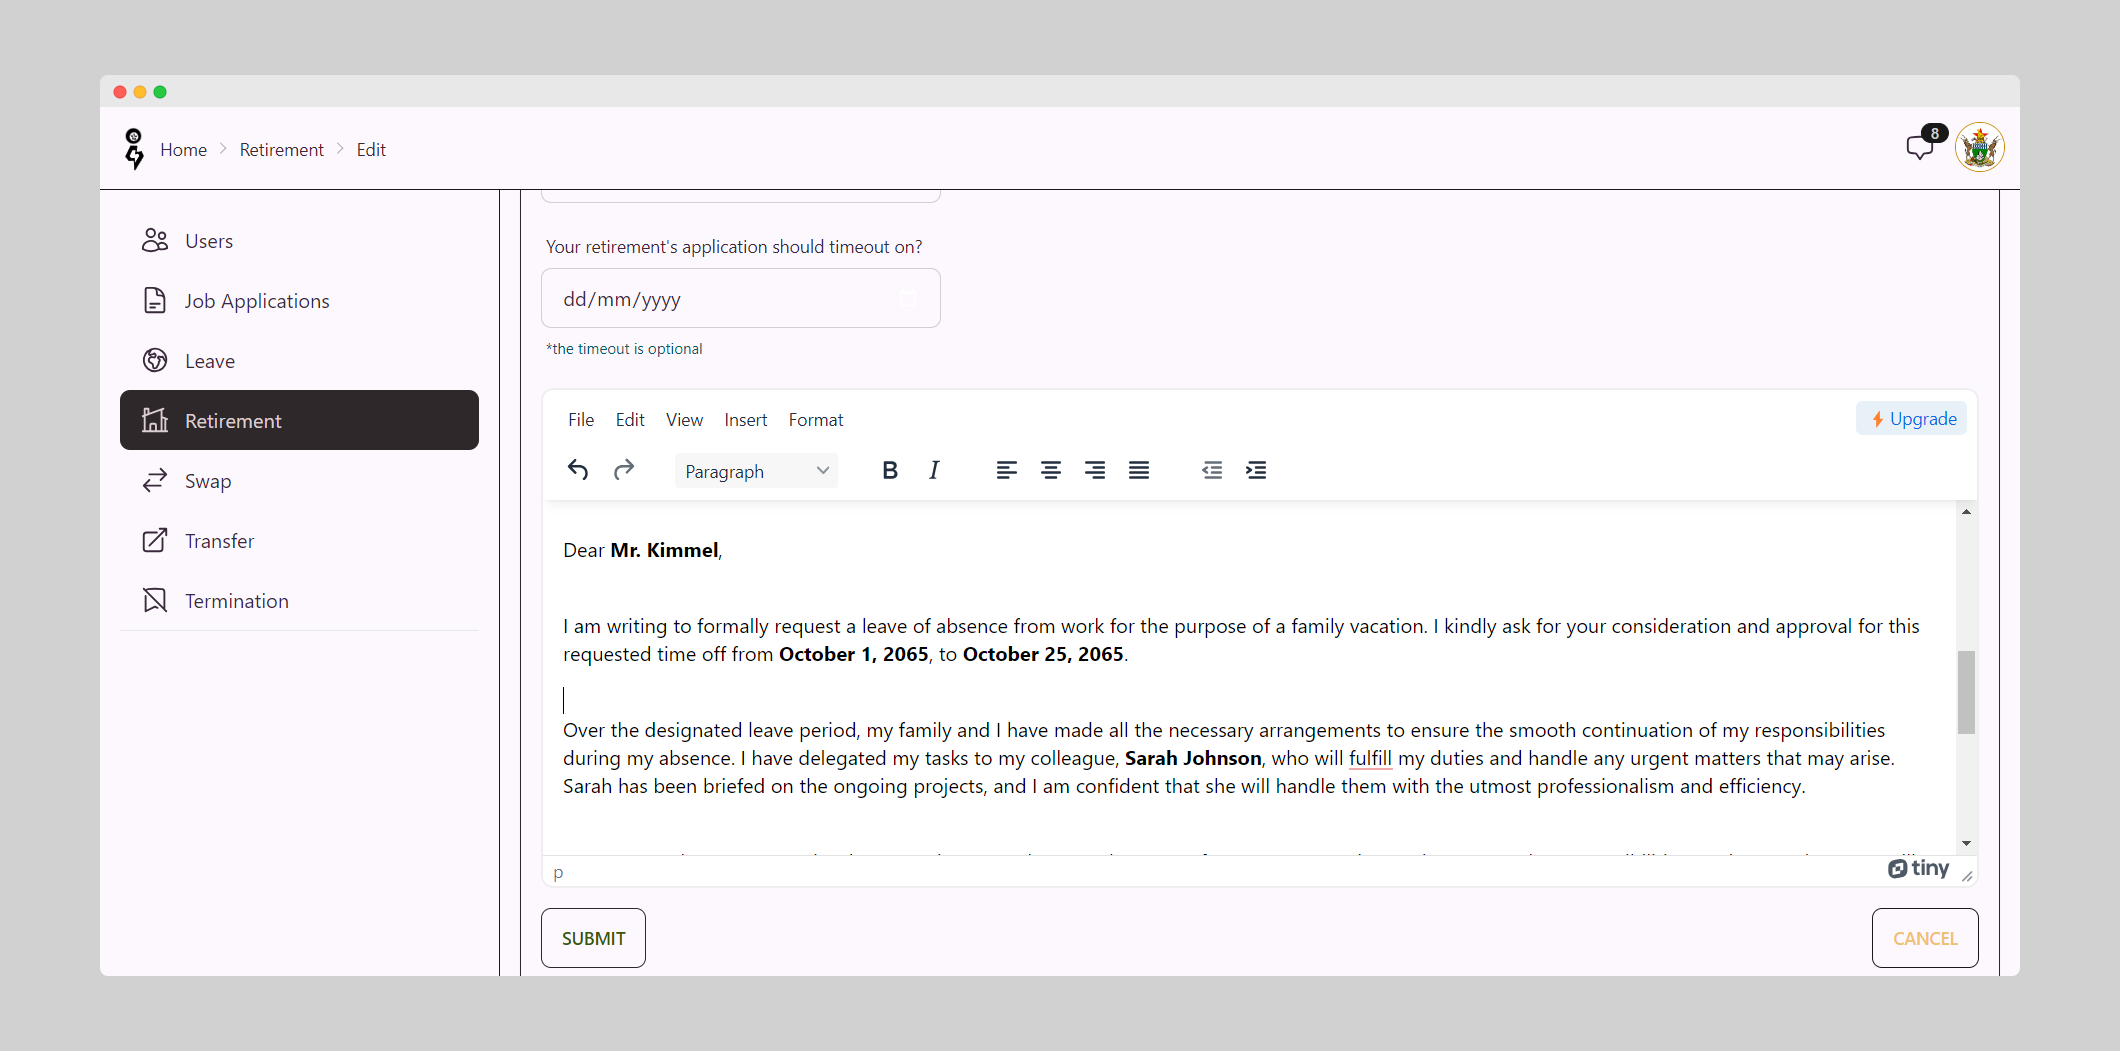 Home > Retirement > Edit
8
Users
Job Applications
Leave
Retirement
Swap
Transfer
Termination
Your retirement's application should timeout on?
dd/mm/yyyy
*the timeout is optional
File Edit View Insert Format
Upgrade
Paragraph B I
Dear Mr. Kimmel,
I am writing to formally request a leave of absence from work for the purpose of a family vacation. I kindly ask for your consideration and approval for this
requested time off from October 1, 2065, to October 25, 2065.
Over the designated leave period, my family and I have made all the necessary arrangements to ensure the smooth continuation of my responsibilities
during my absence. I have delegated my tasks to my colleague, Sarah Johnson, who will fulfill my duties and handle any urgent matters that may arise.
Sarah has been briefed on the ongoing projects, and I am confident that she will handle them with the utmost professionalism and efficiency.
p
tiny
SUBMIT
CANCEL